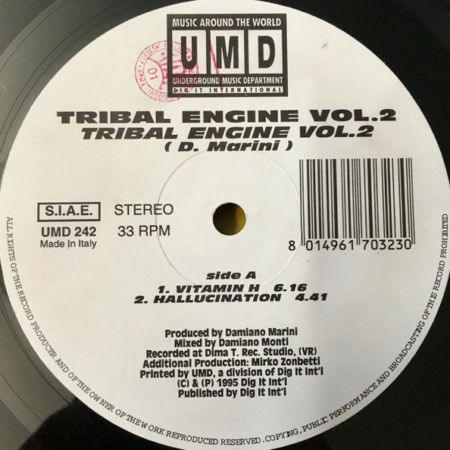 MUSIC AROUND THE WORLD
UMD
UNDERGROUND MUSIC DEPARTMENT
DIG IT INTERNATIONAL
TRIBAL ENGINE VOL.2
TRIBAL ENGINE VOL.2
( D. Marini )
S.I.A.E. STEREO
UMD 242 33 RPM
Made In Italy
8 014961 703230
side A
1. VITAMIN H 6.16
2. HALLUCINATION 4.41
Produced by Damiano Marini
Mixed by Damiano Monti
Recorded at Dima T. Rec. Studio, (VR)
Additional Production: Mirko Zonbetti
Printed by UMD, a division of Dig It Int'l
(C) & (P) 1995 Dig It Int'l
Published by Dig It Int'l
ALL RIGHTS OF THE RECORD PRODUCER, AND OF THE OWNER OF THE WORK REPRODUCED RESERVED. COPYING, PUBLIC PERFORMANCE AND BROADCASTING OF THE RECORD PROHIBITED